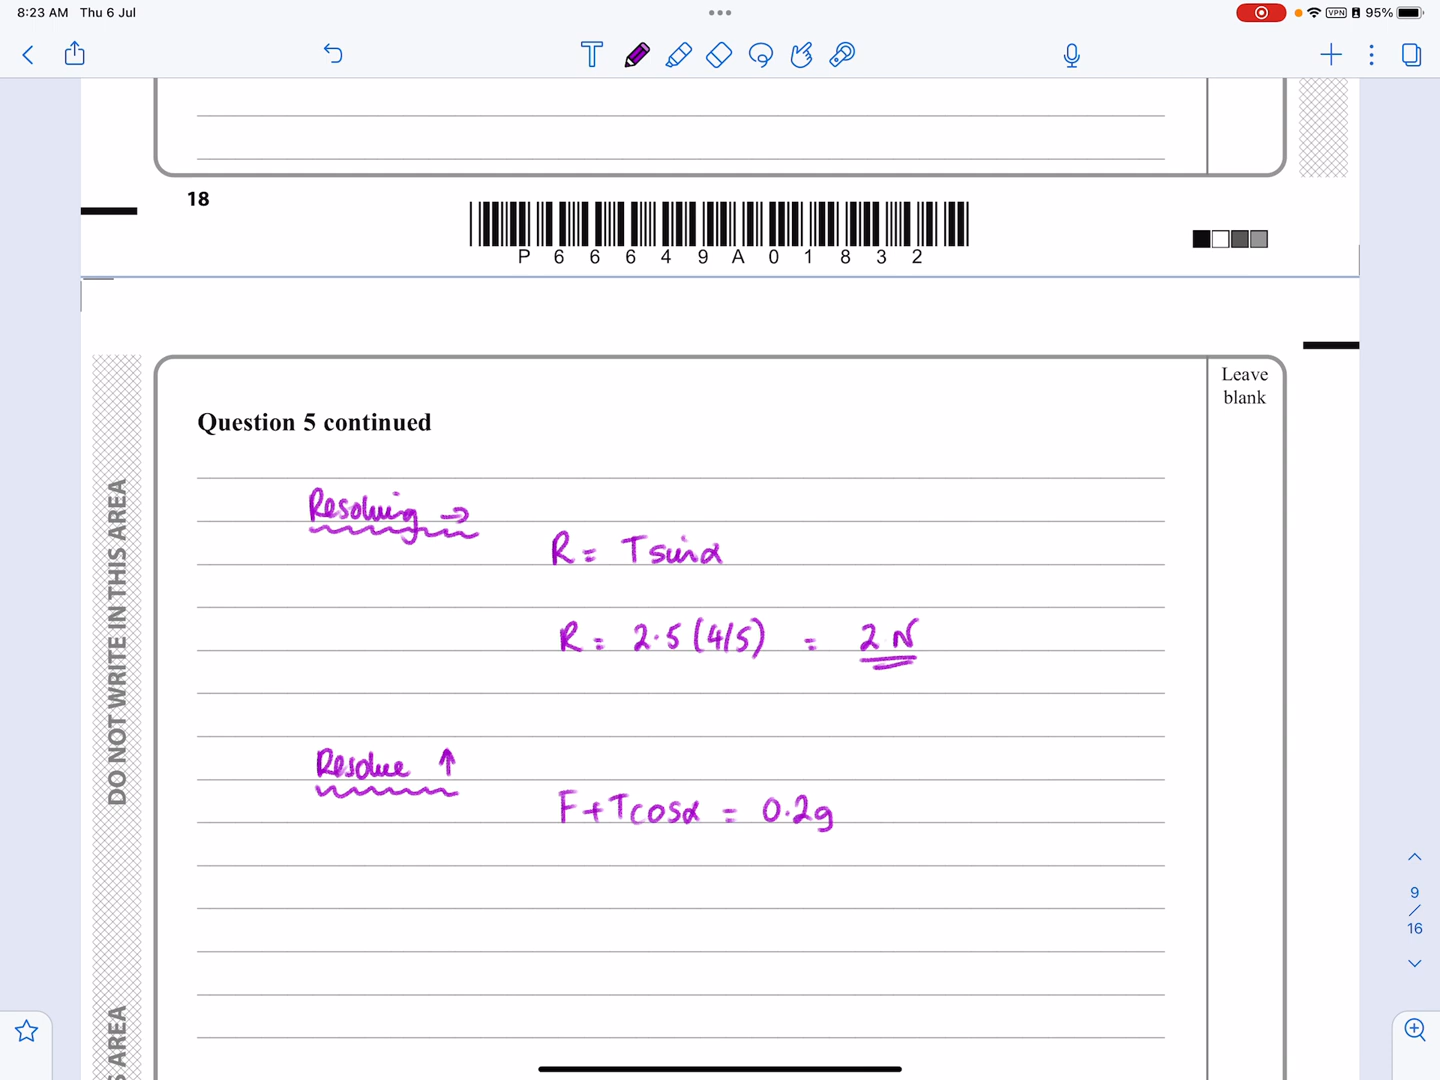 8:23 AM Thu 6 Jul
VPN 95%
18
P 6 6 6 4 9 A 0 1 8 3 2
Leave
blank
Question 5 continued
DO NOT WRITE IN THIS AREA
Resolving →
R = T sinα
R = 2.5 (4/5) = 2 N
Resolve ↑
F + Tcosα = 0.2g
9
/
16
S AREA